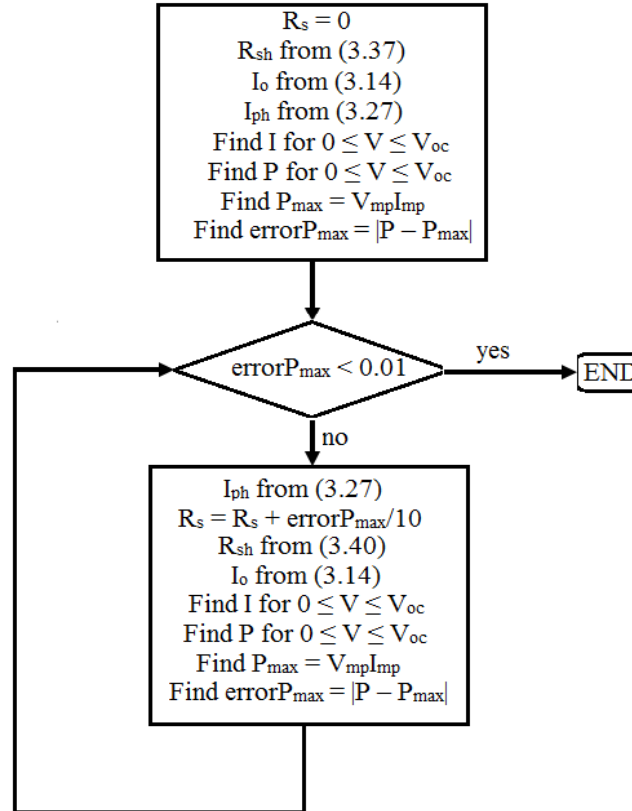 Rs = 0
Rsh from (3.37)
Io from (3.14)
Iph from (3.27)
Find I for 0 ≤ V ≤ Voc
Find P for 0 ≤ V ≤ Voc
Find Pmax = VmpImp
Find errorPmax = |P – Pmax|
errorPmax < 0.01
yes
END
no
Iph from (3.27)
Rs = Rs + errorPmax/10
Rsh from (3.40)
Io from (3.14)
Find I for 0 ≤ V ≤ Voc
Find P for 0 ≤ V ≤ Voc
Find Pmax = VmpImp
Find errorPmax = |P – Pmax|